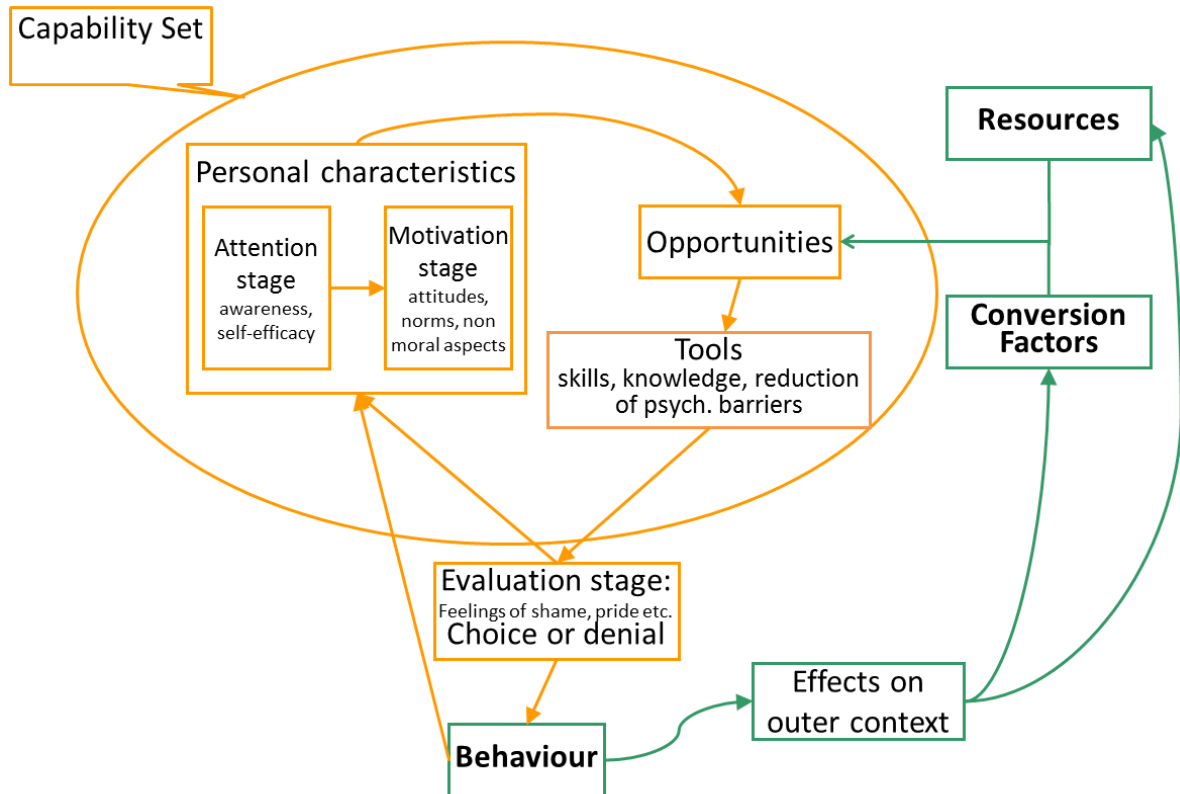 Capability Set
Personal characteristics
Attention
stage
awareness,
self-efficacy
Motivation
stage
attitudes,
norms, non
moral aspects
Opportunities
Tools
skills, knowledge, reduction
of psych. barriers
Resources
Conversion
Factors
Evaluation stage:
Feelings of shame, pride etc.
Choice or denial
Effects on
outer context
Behaviour